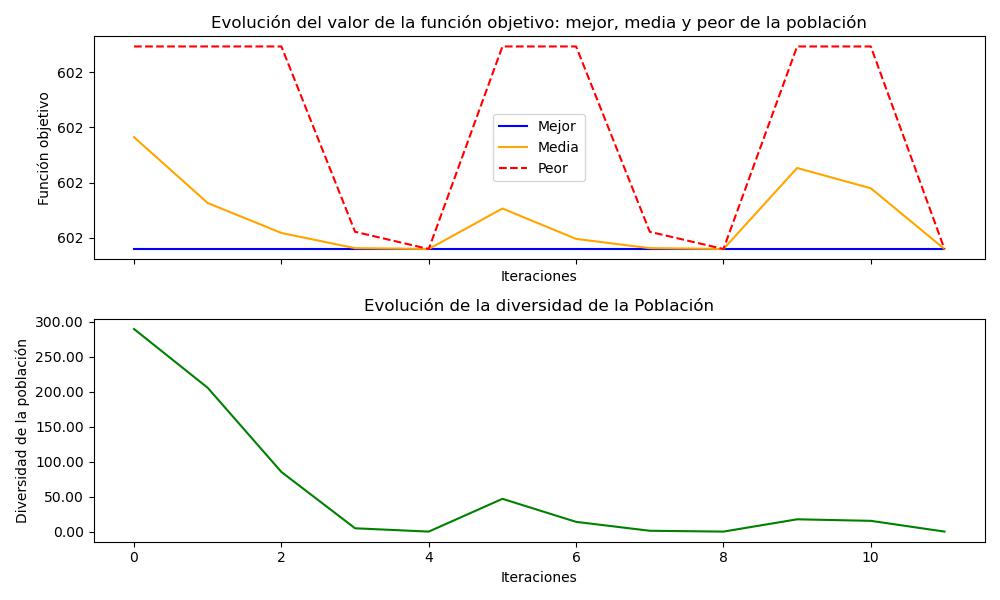 Evolución del valor de la función objetivo: mejor, media y peor de la población
Función objetivo
602
602
602
602
Mejor
Media
Peor
Iteraciones
Evolución de la diversidad de la Población
Diversidad de la población
300.00
250.00
200.00
150.00
100.00
50.00
0.00
0 2 4 6 8 10
Iteraciones